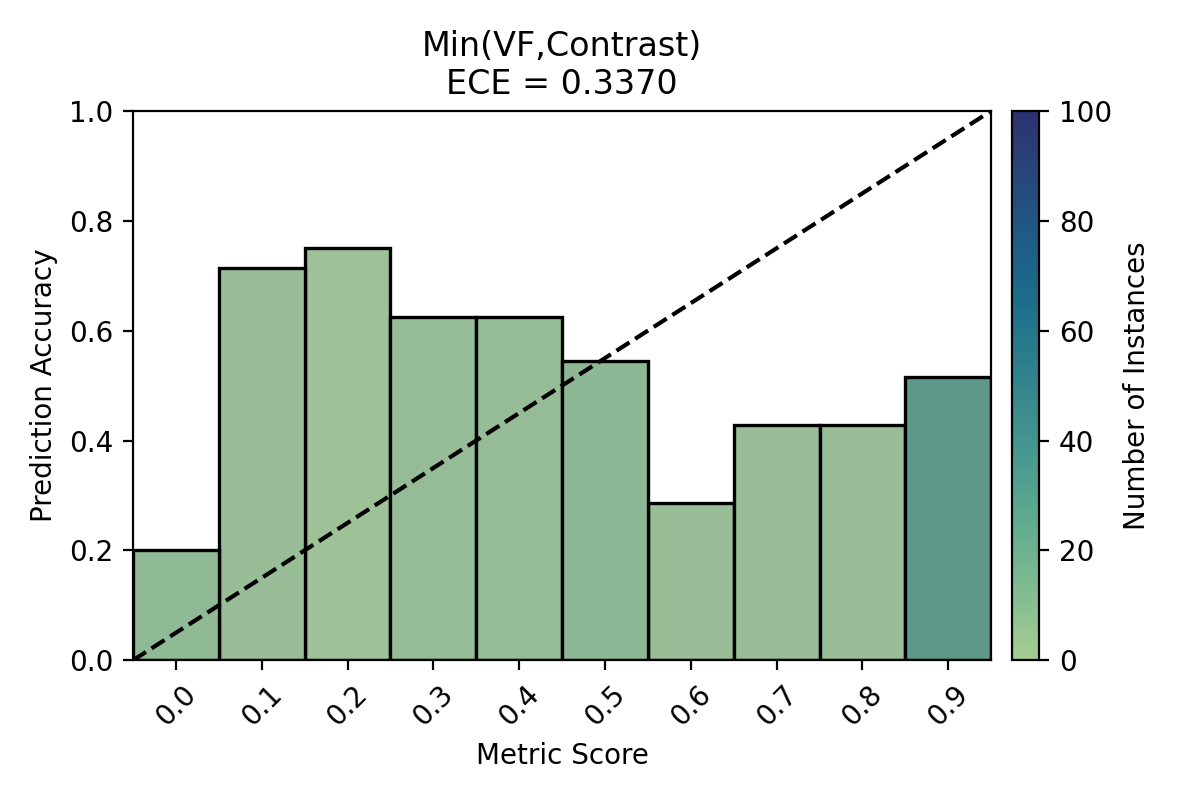 Min(VF,Contrast)
ECE = 0.3370
Prediction Accuracy
1.0
0.8
0.6
0.4
0.2
0.0
0.0 0.1 0.2 0.3 0.4 0.5 0.6 0.7 0.8 0.9
Metric Score
100
80
60
40
20
0
Number of Instances